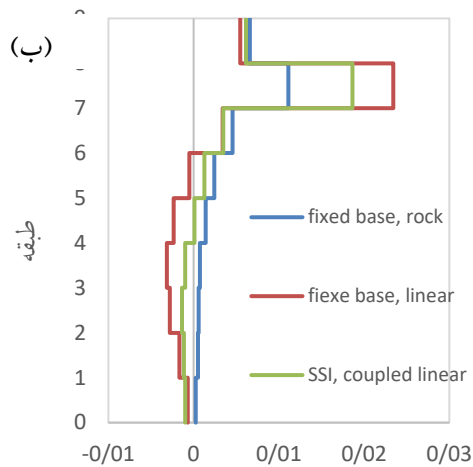 (ب)
7
6
5
4
3
2
1
0
طبقه
fixed base, rock
fiexe base, linear
SSI, coupled linear
-0/01
0
0/01
0/02
0/03